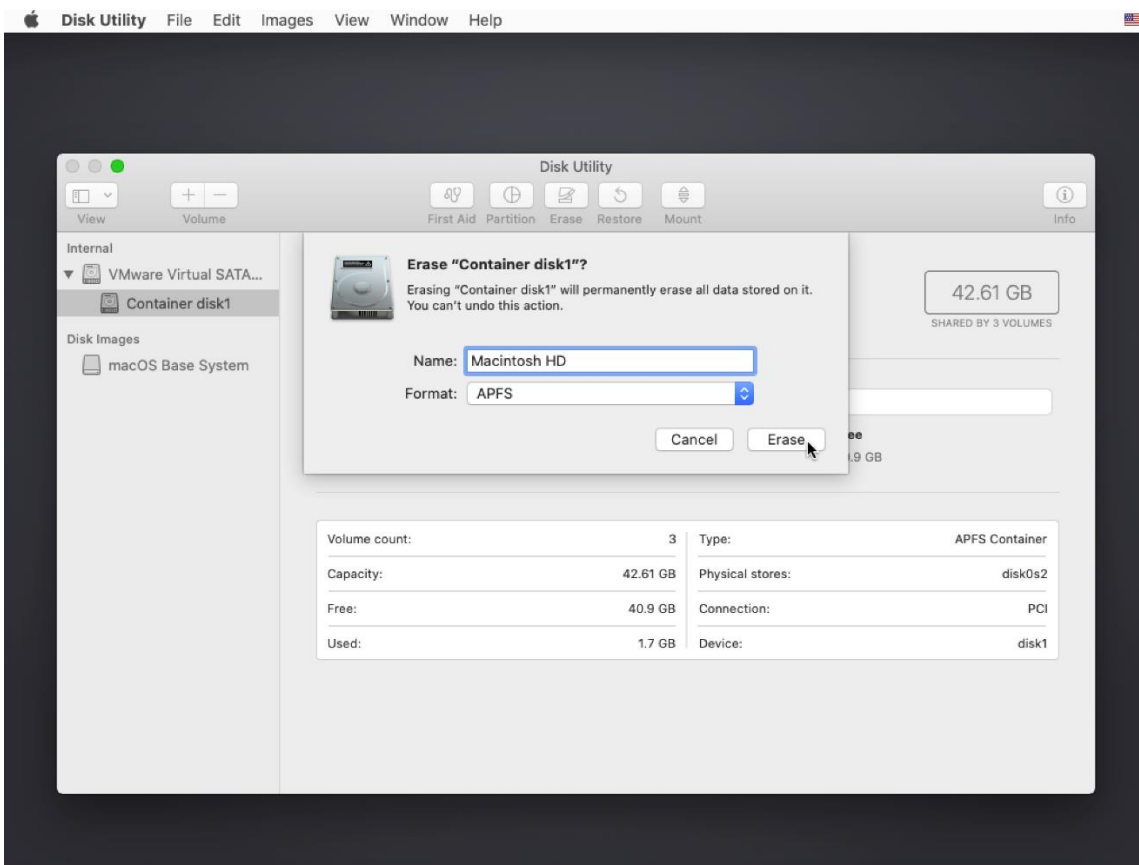 Disk Utility File Edit Images View Window Help
Disk Utility
View Volume First Aid Partition Erase Restore Mount Info
Internal
VMware Virtual SATA...
Container disk1
Disk Images
macOS Base System
Erase “Container disk1”?
Erasing “Container disk1” will permanently erase all data stored on it.
You can’t undo this action.
Name: Macintosh HD
Format: APFS
Cancel Erase
42.61 GB
SHARED BY 3 VOLUMES
ee
.9 GB
Volume count: 3 Type: APFS Container
Capacity: 42.61 GB Physical stores: disk0s2
Free: 40.9 GB Connection: PCI
Used: 1.7 GB Device: disk1